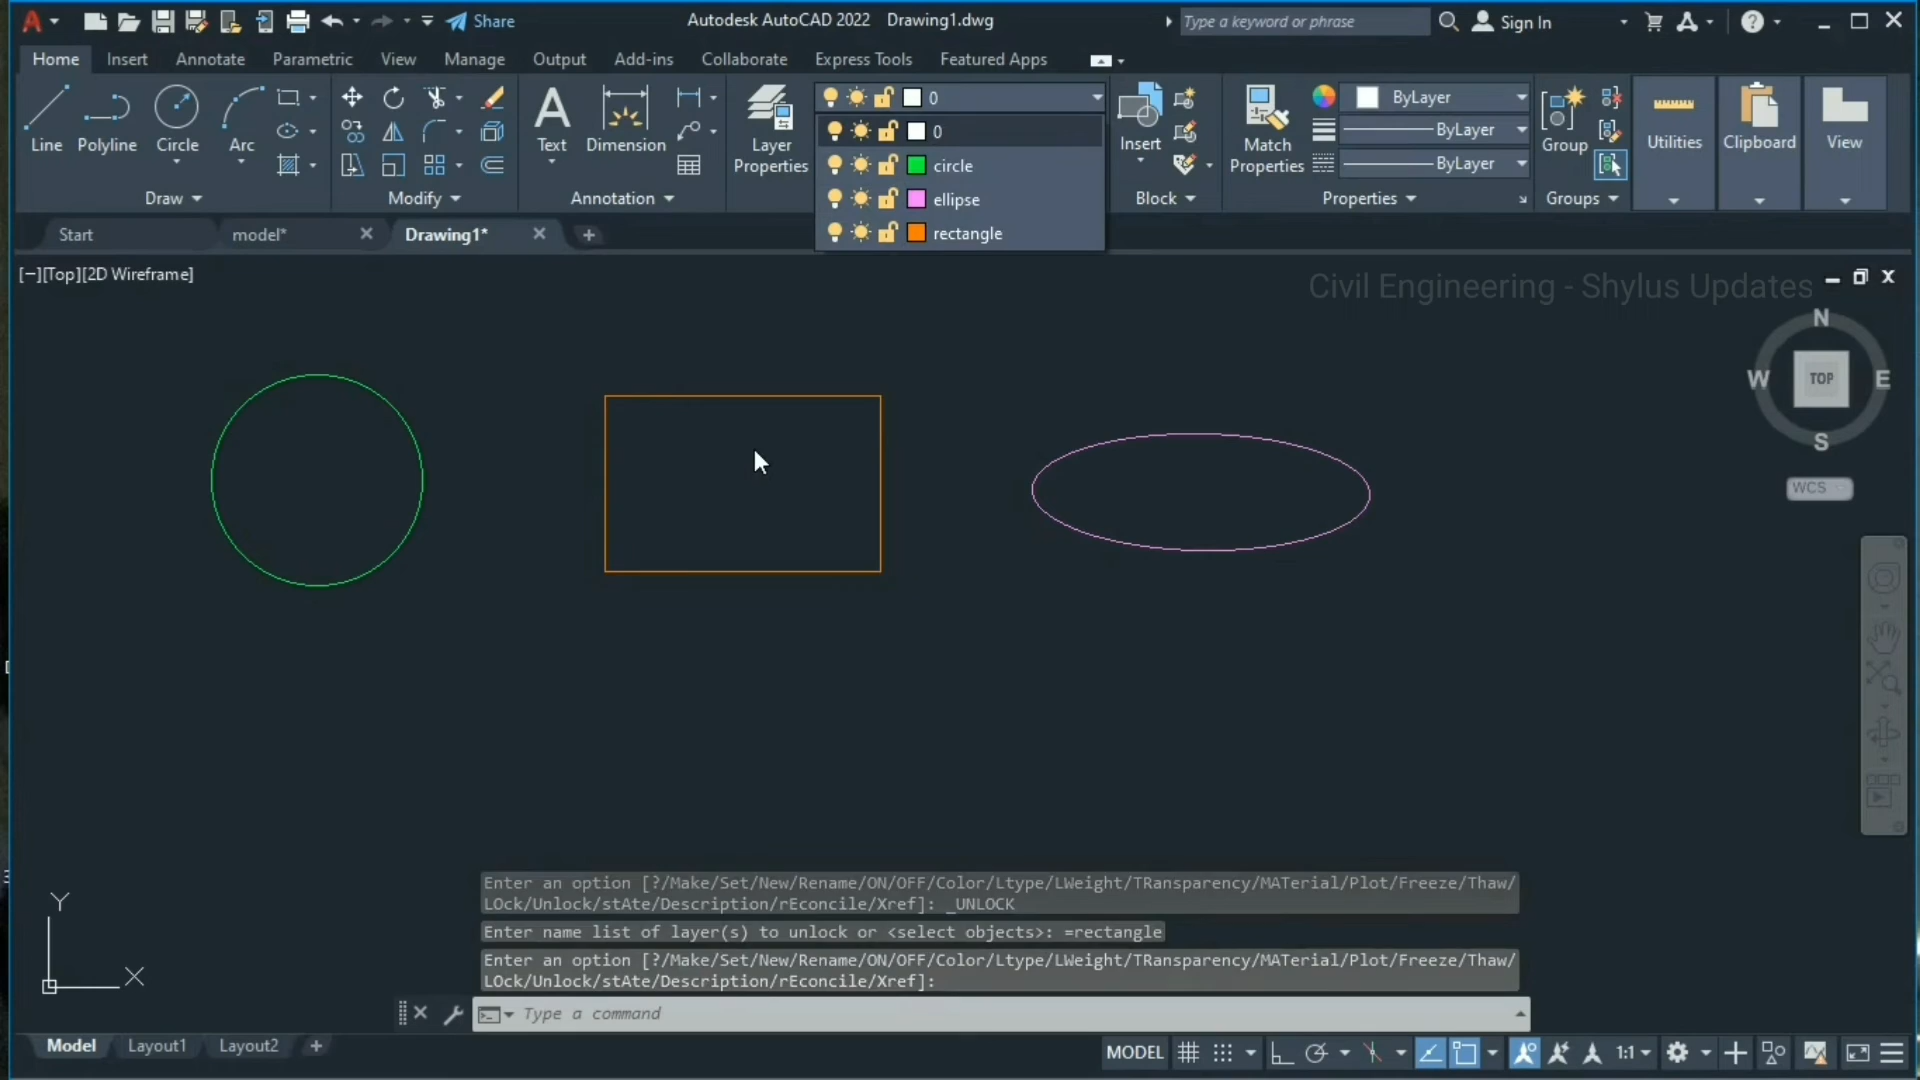 Share
Autodesk AutoCAD 2022 Drawing1.dwg
Type a keyword or phrase
Sign In
Home Insert Annotate Parametric View Manage Output Add-ins Collaborate Express Tools Featured Apps
Line Polyline Circle Arc
Draw
Modify
Text Dimension
Annotation
Layer
Properties
0
0
circle
ellipse
rectangle
Insert
Block
Match
Properties
ByLayer
ByLayer
ByLayer
Properties
Group
Groups
Utilities
Clipboard
View
Start model* Drawing1*
[−][Top][2D Wireframe]
Civil Engineering - Shylus Updates
N
W TOP E
S
WCS
Enter an option [?/Make/Set/New/Rename/ON/OFF/Color/Ltype/LWeight/TRansparency/MATerial/Plot/Freeze/Thaw/
LOck/Unlock/stAte/Description/rEconcile/Xref]: _UNLOCK
Enter name list of layer(s) to unlock or <select objects>: =rectangle
Enter an option [?/Make/Set/New/Rename/ON/OFF/Color/Ltype/LWeight/TRansparency/MATerial/Plot/Freeze/Thaw/
LOck/Unlock/stAte/Description/rEconcile/Xref]:
Y
X
Type a command
Model Layout1 Layout2
MODEL 1:1